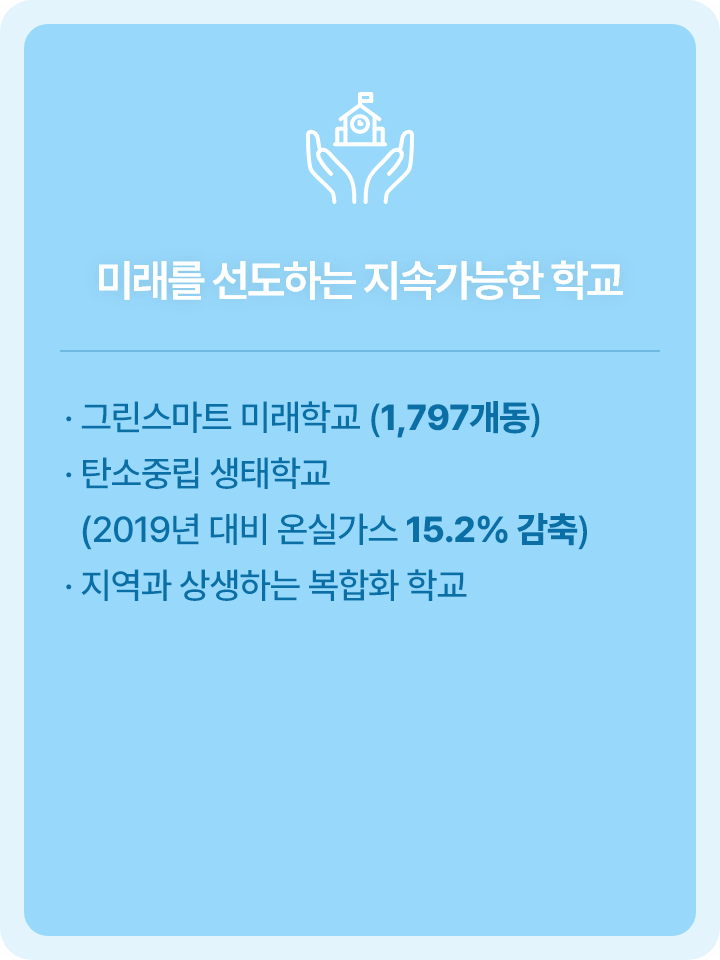 미래를 선도하는 지속가능한 학교
· 그린스마트 미래학교 (1,797개동)
· 탄소중립 생태학교
(2019년 대비 온실가스 15.2% 감축)
· 지역과 상생하는 복합화 학교